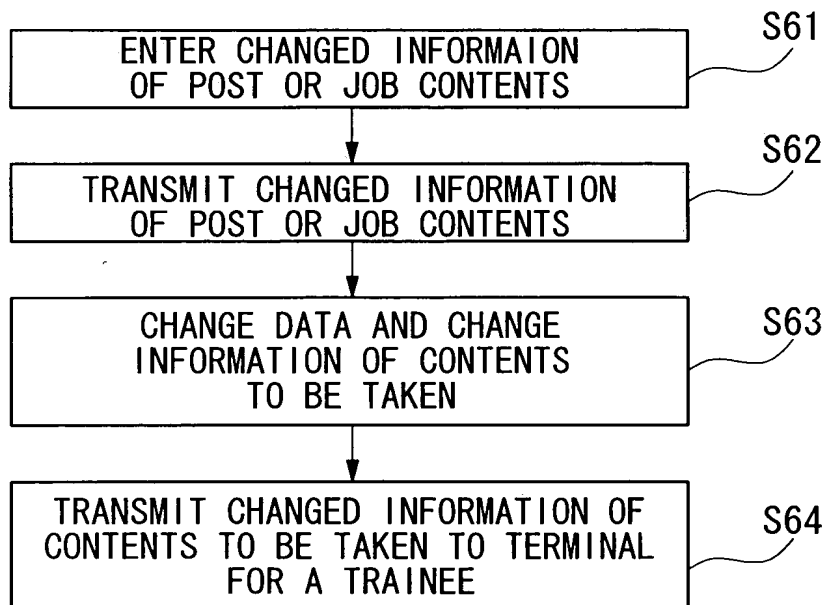 S61
ENTER CHANGED INFORMAION
OF POST OR JOB CONTENTS
S62
TRANSMIT CHANGED INFORMATION
OF POST OR JOB CONTENTS
S63
CHANGE DATA AND CHANGE
INFORMATION OF CONTENTS
TO BE TAKEN
S64
TRANSMIT CHANGED INFORMATION OF
CONTENTS TO BE TAKEN TO TERMINAL
FOR A TRAINEE